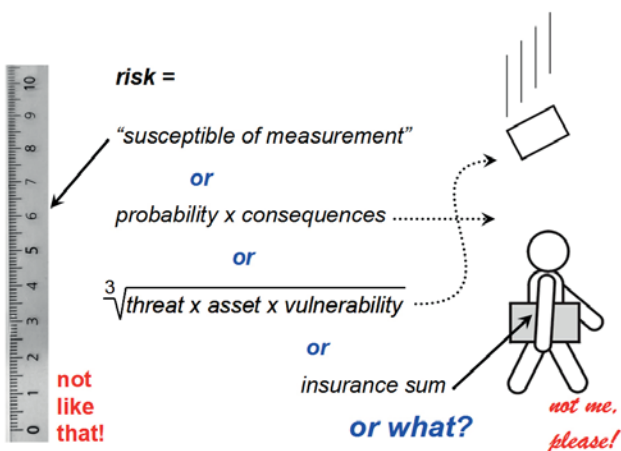 risk =
“susceptible of measurement”
or
probability x consequences
or
3√threat x asset x vulnerability
or
insurance sum
or what?
10
9
8
7
6
5
4
3
2
1
0
not
like
that!
not me,
please!